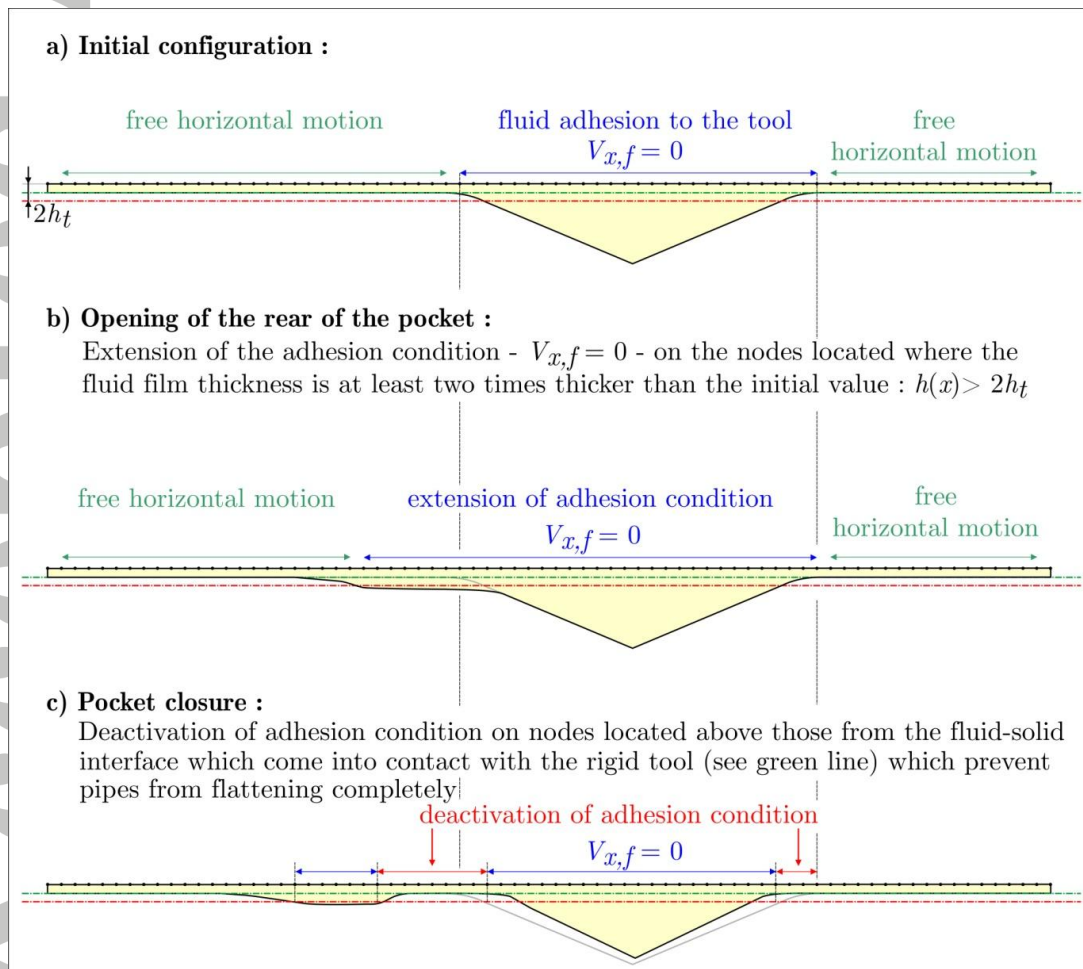 a) Initial configuration :
free horizontal motion
fluid adhesion to the tool
V_{x,f} = 0
free
horizontal motion
2h_t
b) Opening of the rear of the pocket :
Extension of the adhesion condition - V_{x,f} = 0 - on the nodes located where the
fluid film thickness is at least two times thicker than the initial value : h(x) > 2h_t
free horizontal motion
extension of adhesion condition
V_{x,f} = 0
free
horizontal motion
c) Pocket closure :
Deactivation of adhesion condition on nodes located above those from the fluid-solid
interface which come into contact with the rigid tool (see green line) which prevent
pipes from flattening completely
deactivation of adhesion condition
V_{x,f} = 0